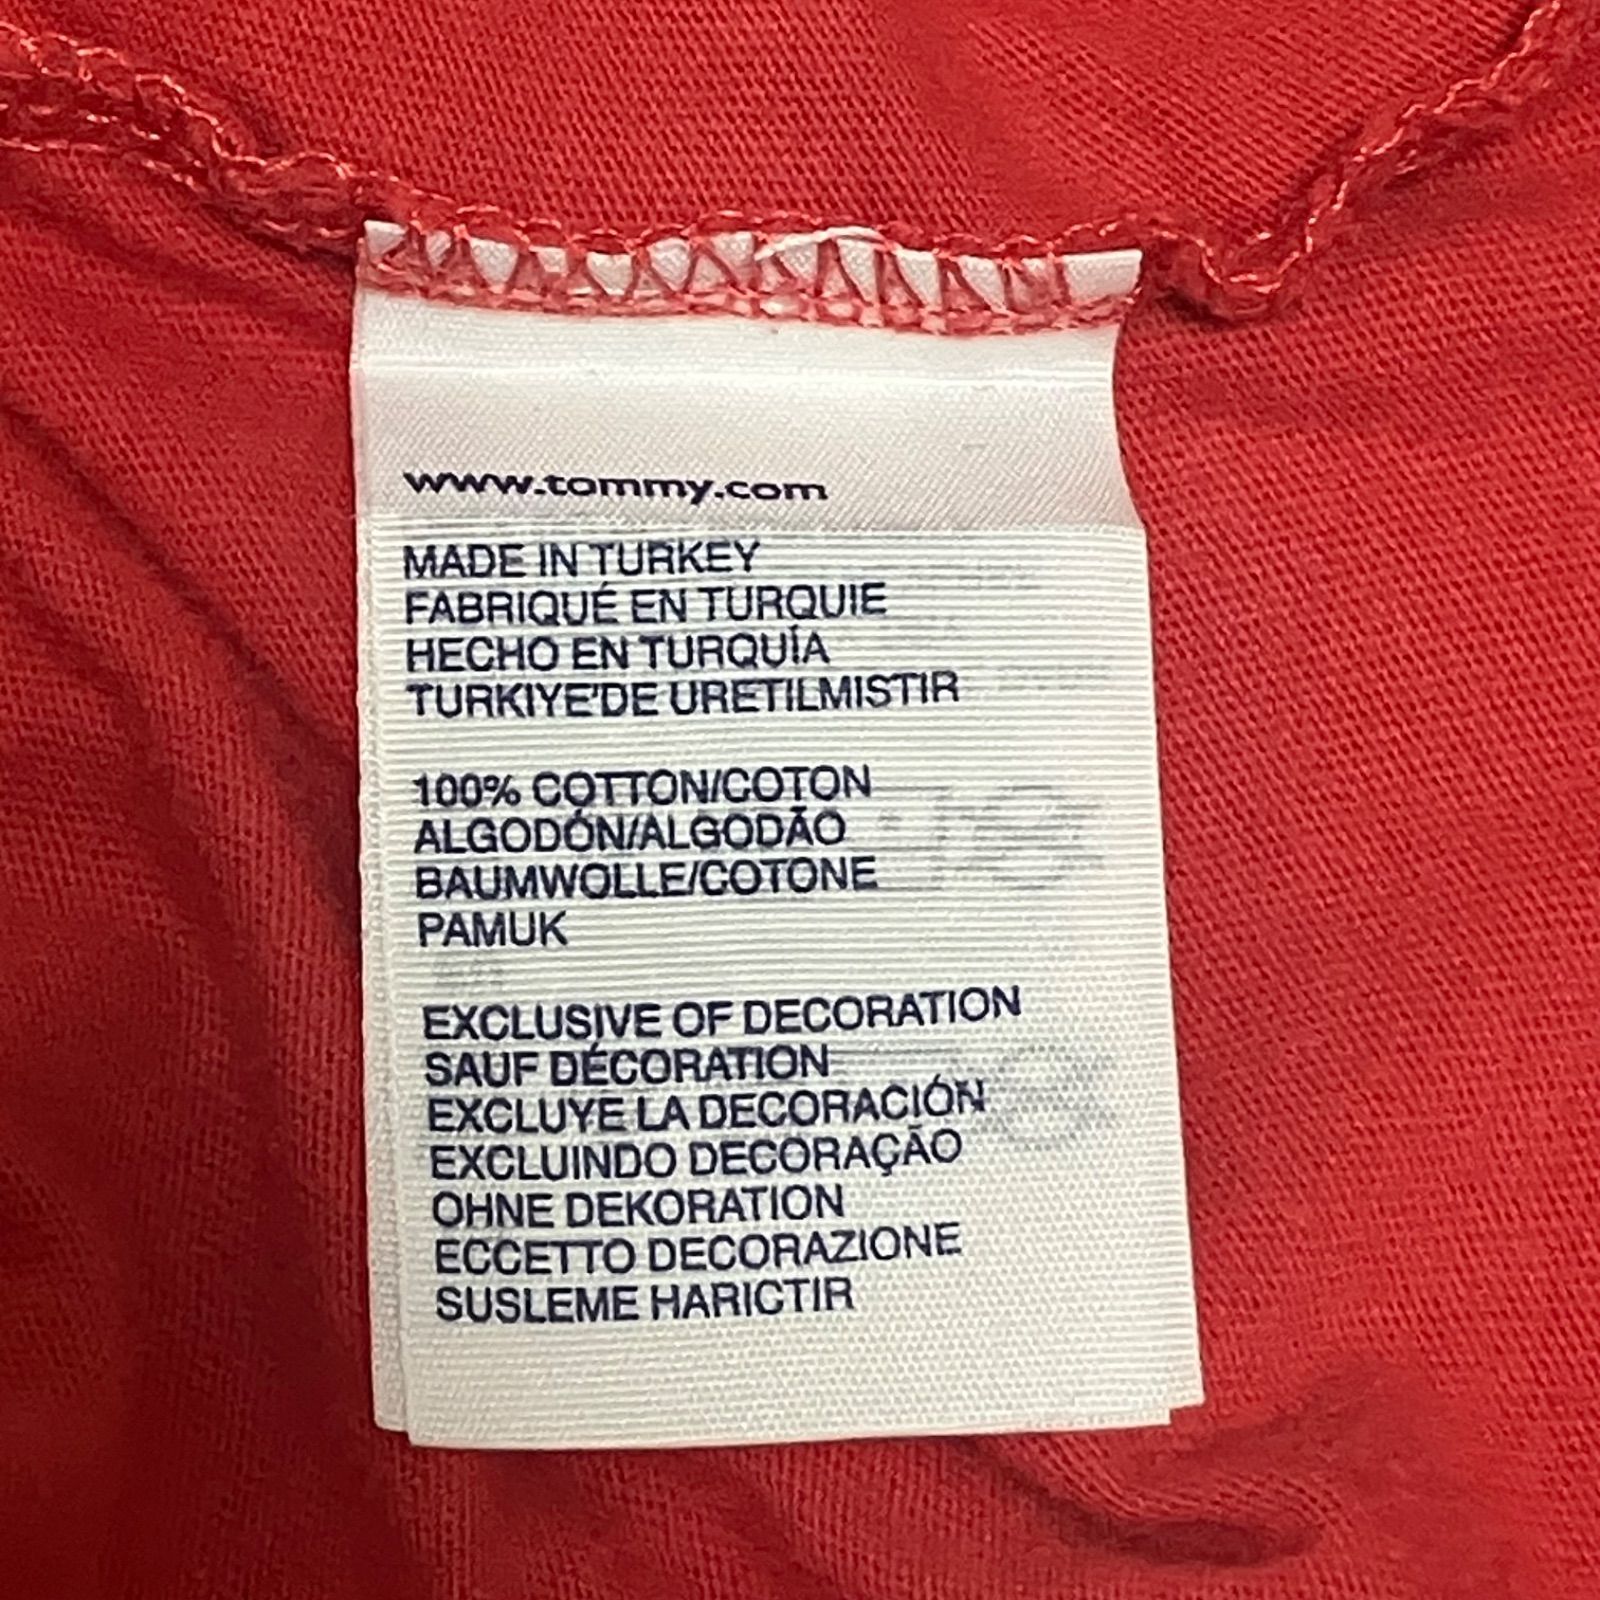 www.tommy.com
MADE IN TURKEY
FABRIQUÉ EN TURQUIE
HECHO EN TURQUÍA
TURKIYE'DE URETILMISTIR
100% COTTON/COTON
ALGODÓN/ALGODÃO
BAUMWOLLE/COTONE
PAMUK
EXCLUSIVE OF DECORATION
SAUF DÉCORATION
EXCLUYE LA DECORACIÓN
EXCLUINDO DECORAÇÃO
OHNE DEKORATION
ECCETTO DECORAZIONE
SUSLEME HARICTIR